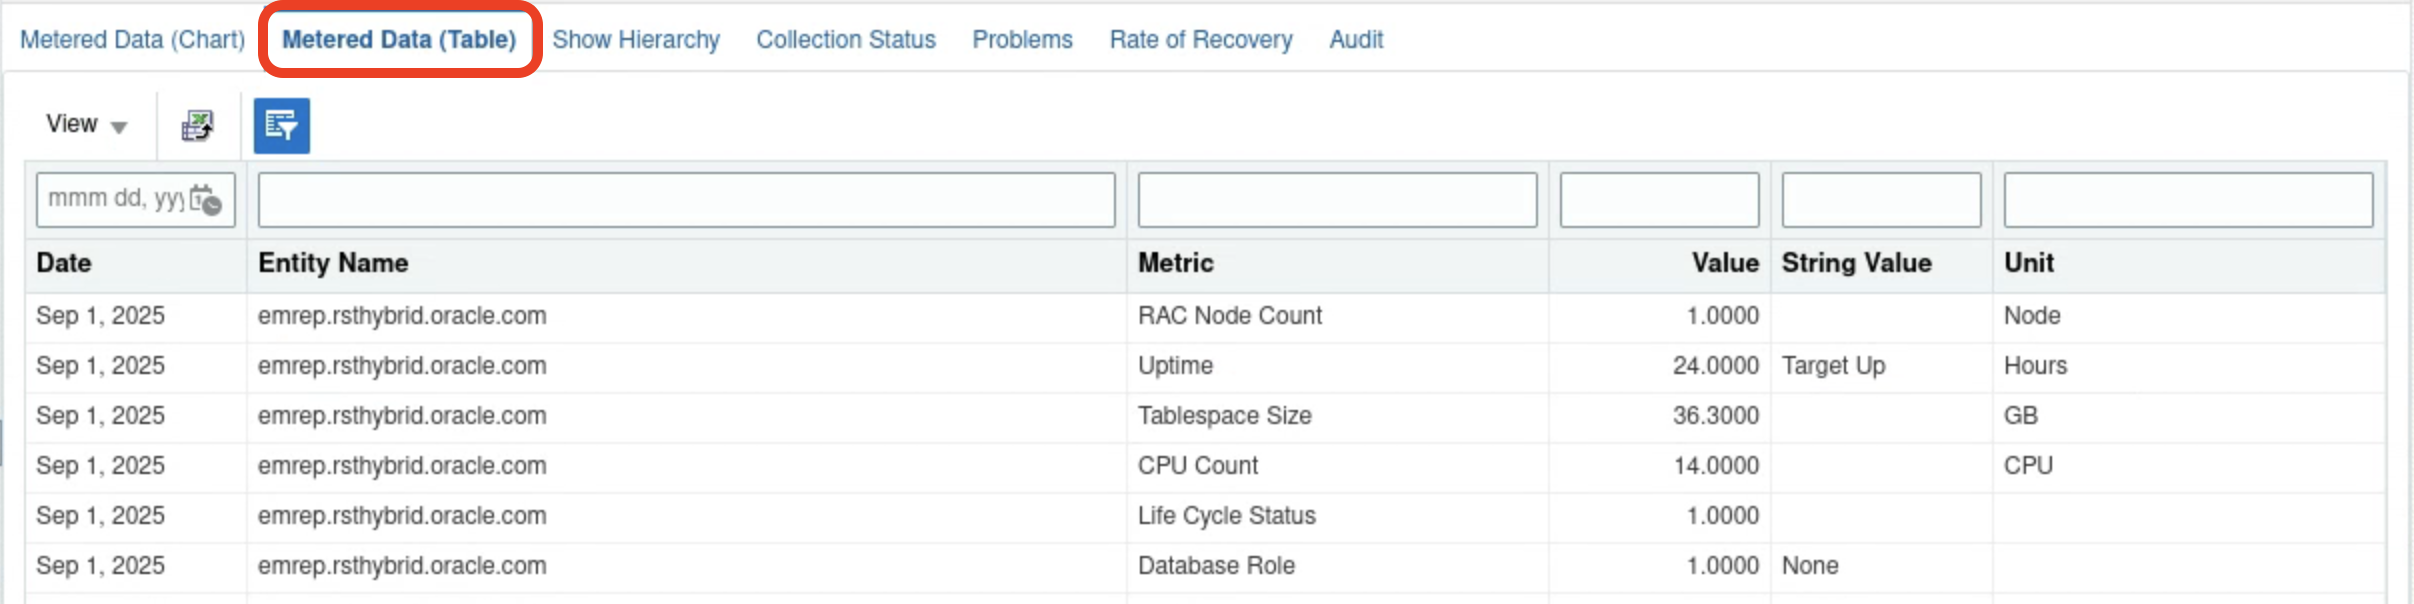 Metered Data (Chart) Metered Data (Table) Show Hierarchy Collection Status Problems Rate of Recovery Audit
View
mmm dd, yyy
Date Entity Name Metric Value String Value Unit
Sep 1, 2025 emrep.rsthybrid.oracle.com RAC Node Count 1.0000 Node
Sep 1, 2025 emrep.rsthybrid.oracle.com Uptime 24.0000 Target Up Hours
Sep 1, 2025 emrep.rsthybrid.oracle.com Tablespace Size 36.3000 GB
Sep 1, 2025 emrep.rsthybrid.oracle.com CPU Count 14.0000 CPU
Sep 1, 2025 emrep.rsthybrid.oracle.com Life Cycle Status 1.0000
Sep 1, 2025 emrep.rsthybrid.oracle.com Database Role 1.0000 None